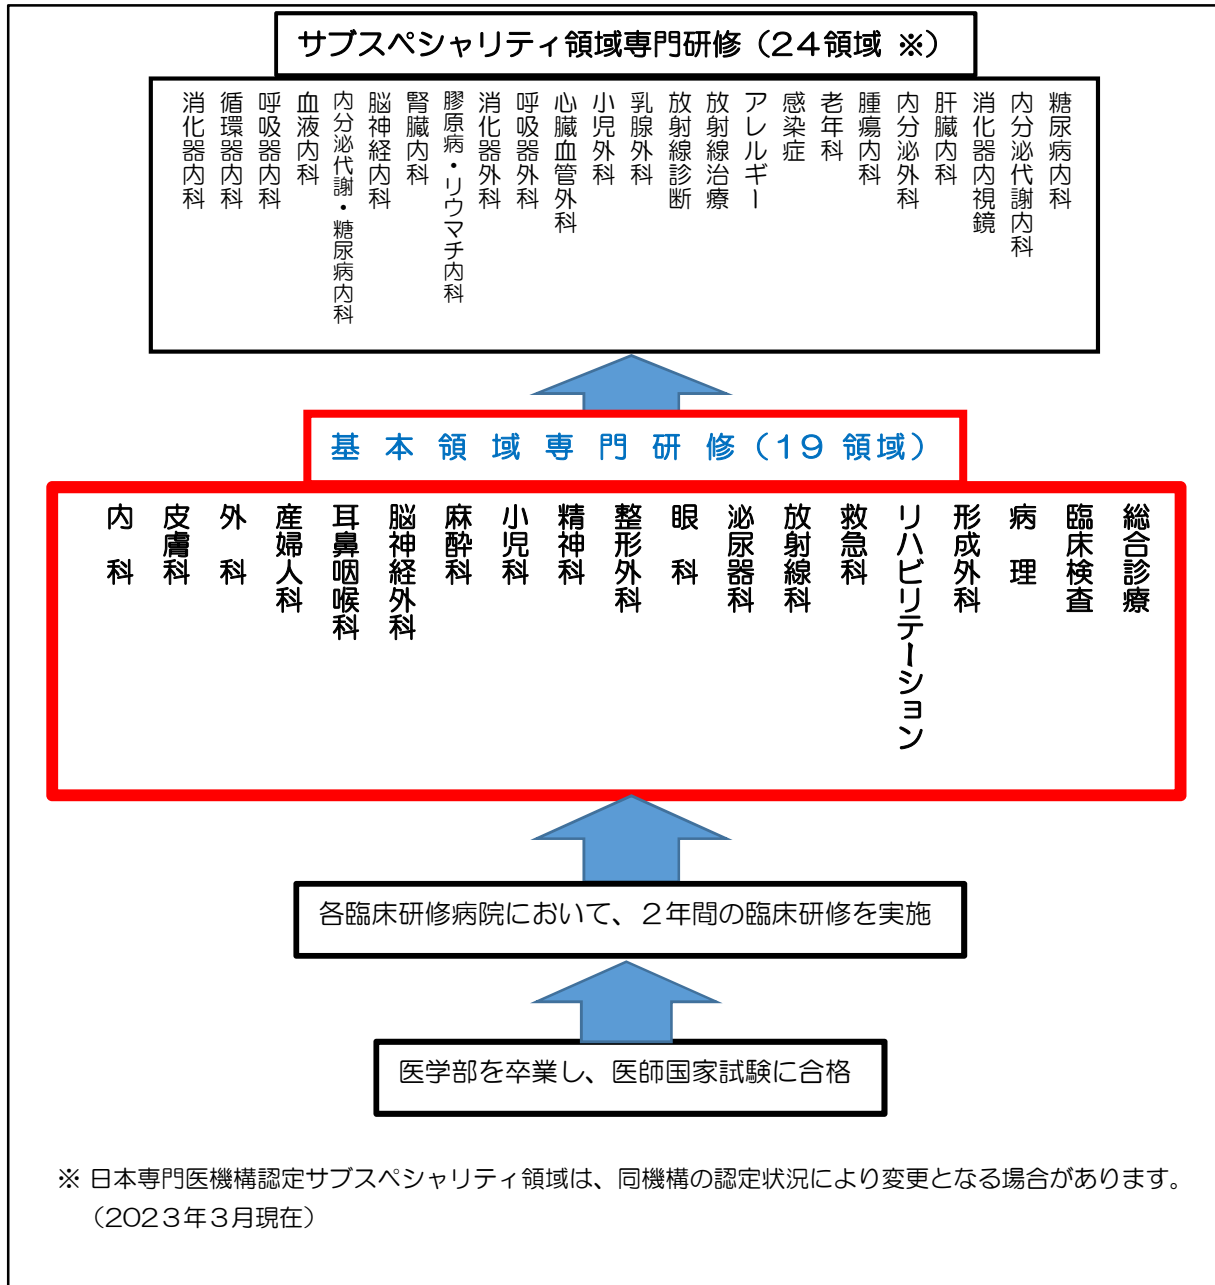 サブスペシャリティ領域専門研修（24領域 ※）
消化器内科
循環器内科
呼吸器内科
血液内科
内分泌代謝・糖尿病内科
脳神経内科
腎臓内科
膠原病・リウマチ内科
消化器外科
呼吸器外科
心臓血管外科
小児外科
乳腺外科
放射線診断
放射線治療
アレルギー
感染症
老年科
腫瘍内科
内分泌外科
肝臓内科
消化器内視鏡
内分泌代謝内科
糖尿病内科
基本領域専門研修（19領域）
内科
皮膚科
外科
産婦人科
耳鼻咽喉科
脳神経外科
麻酔科
小児科
精神科
整形外科
眼科
泌尿器科
放射線科
救急科
リハビリテーション
形成外科
病理
臨床検査
総合診療
各臨床研修病院において、２年間の臨床研修を実施
医学部を卒業し、医師国家試験に合格
※ 日本専門医機構認定サブスペシャリティ領域は、同機構の認定状況により変更となる場合があります。
（2023年３月現在）